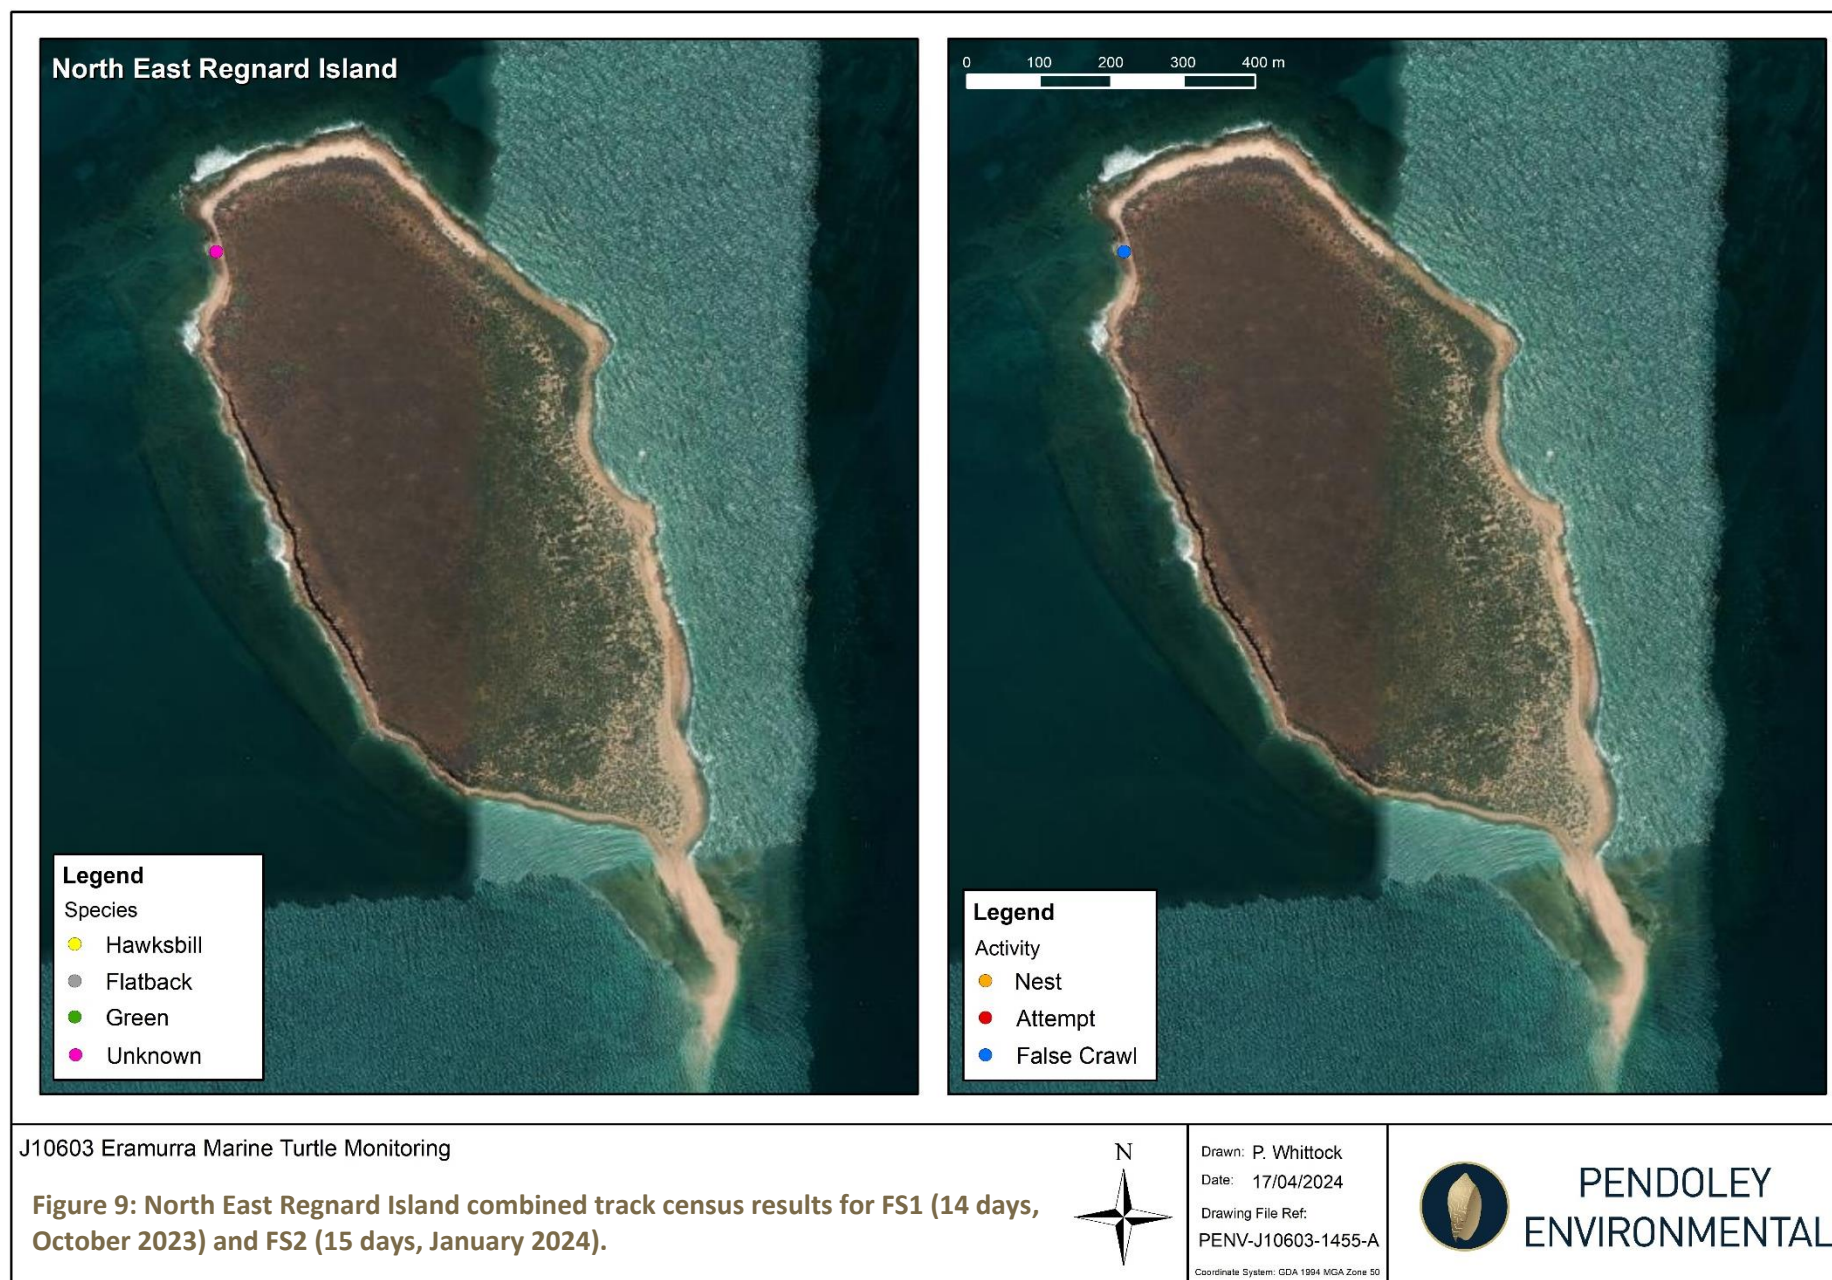 North East Regnard Island
Legend
Species
Hawksbill
Flatback
Green
Unknown
0 100 200 300 400 m
Legend
Activity
Nest
Attempt
False Crawl
J10603 Eramurra Marine Turtle Monitoring
Figure 9: North East Regnard Island combined track census results for FS1 (14 days,
October 2023) and FS2 (15 days, January 2024).
N
Drawn: P. Whittock
Date: 17/04/2024
Drawing File Ref:
PENV-J10603-1455-A
Coordinate System: GDA 1994 MGA Zone 50
PENDOLEY
ENVIRONMENTAL